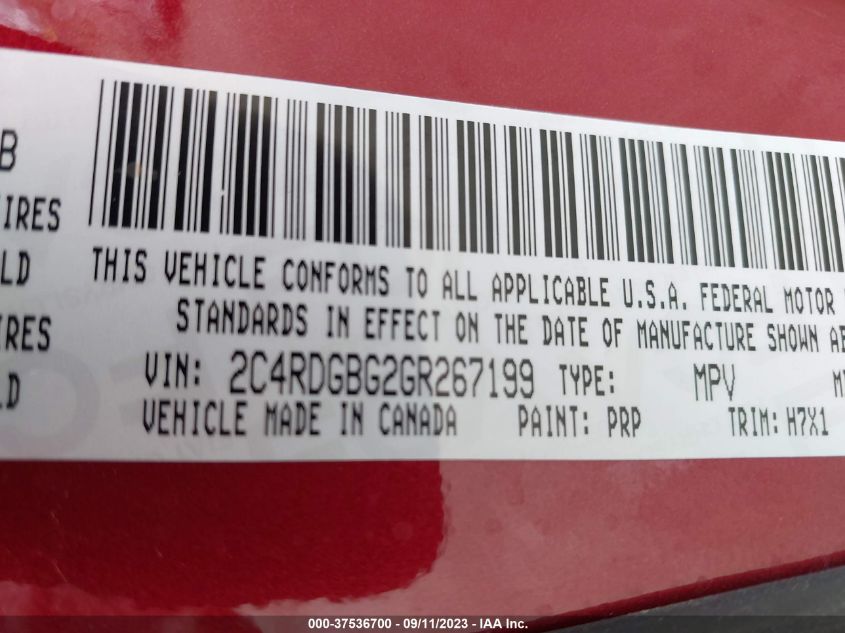 B
IRES
LD
IRES
LD
THIS VEHICLE CONFORMS TO ALL APPLICABLE U.S.A. FEDERAL MOTOR
STANDARDS IN EFFECT ON THE DATE OF MANUFACTURE SHOWN AB
VIN: 2C4RDGBG2GR267199 TYPE: MPV
VEHICLE MADE IN CANADA PAINT: PRP TRIM: H7X1
000-37536700 - 09/11/2023 - IAA Inc.